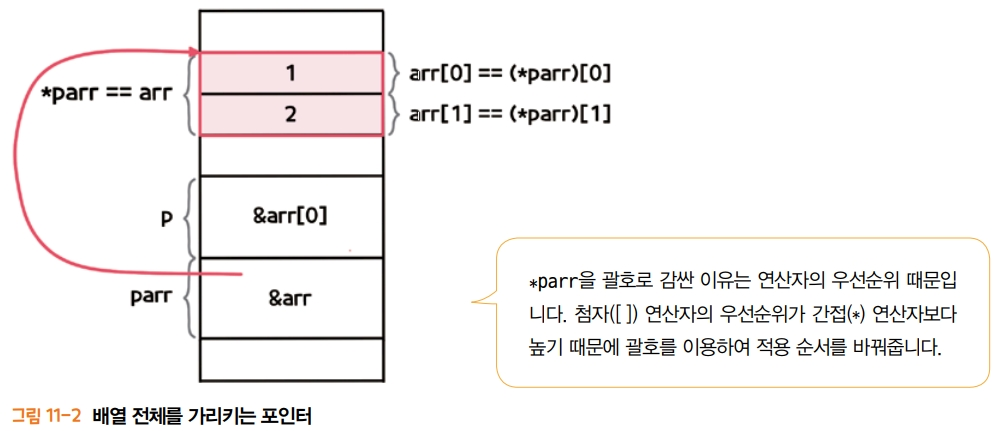 1
*parr == arr
2
arr[0] == (*parr)[0]
arr[1] == (*parr)[1]
p
&arr[0]
parr
&arr
*parr을 괄호로 감싼 이유는 연산자의 우선순위 때문입
니다. 첨자([ ]) 연산자의 우선순위가 간접(*) 연산자보다
높기 때문에 괄호를 이용하여 적용 순서를 바꿔줍니다.
그림 11-2 배열 전체를 가리키는 포인터